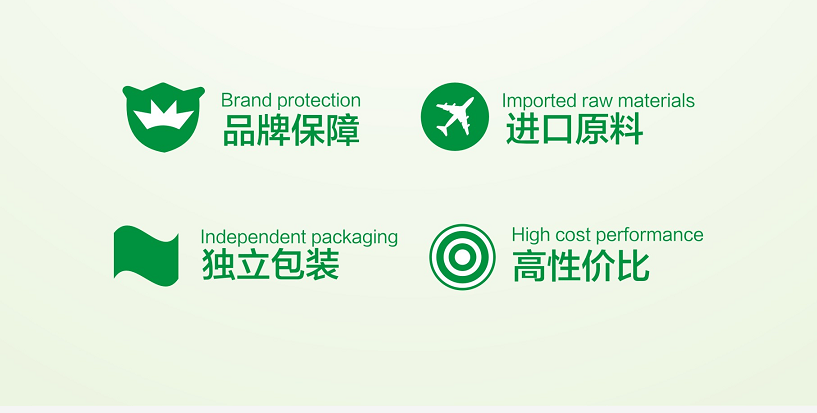 Brand protection
品牌保障
Imported raw materials
进口原料
Independent packaging
独立包装
High cost performance
高性价比